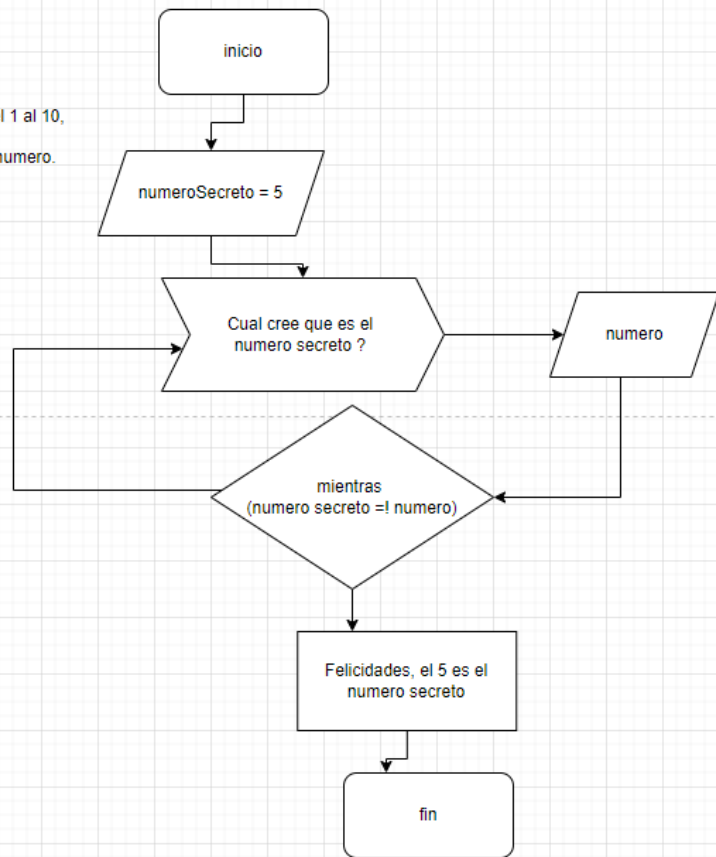 inicio
l 1 al 10,
numero.
numeroSecreto = 5
Cual cree que es el
numero secreto ?
numero
mientras
(numero secreto =! numero)
Felicidades, el 5 es el
numero secreto
fin